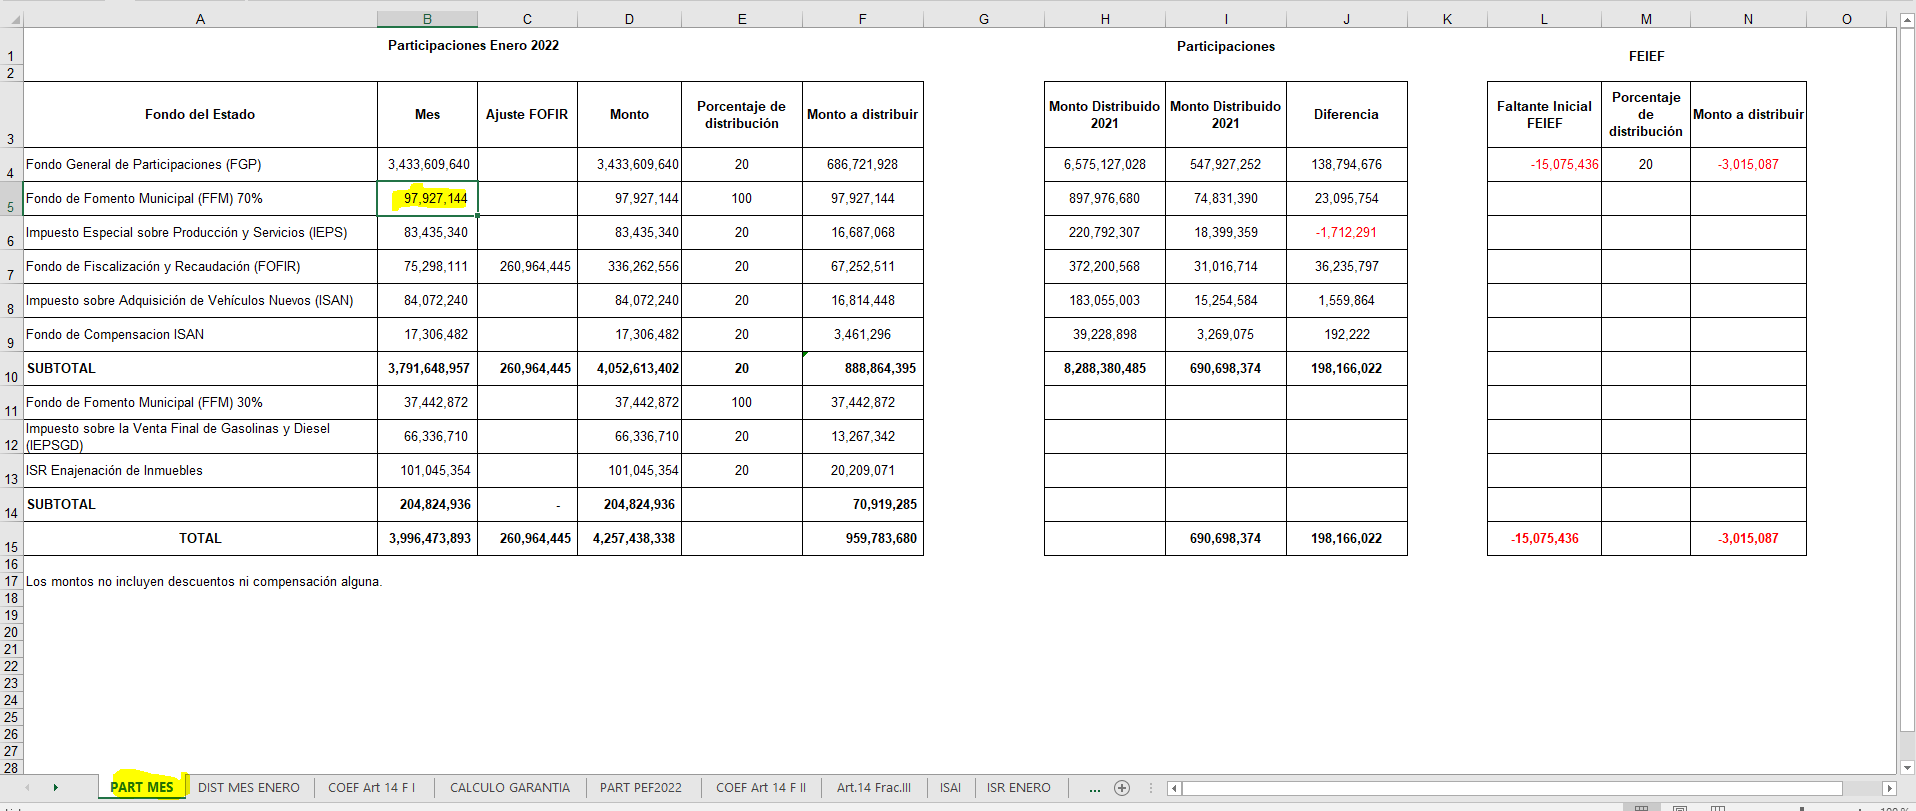 A B C D E F G H I J K L M N O
1 Participaciones Enero 2022 Participaciones FEIEF
2
3 Fondo del Estado Mes Ajuste FOFIR Monto Porcentaje de distribución Monto a distribuir Monto Distribuido 2021 Monto Distribuido 2021 Diferencia Faltante Inicial FEIEF Porcentaje de distribución Monto a distribuir
4 Fondo General de Participaciones (FGP) 3,433,609,640 3,433,609,640 20 686,721,928 6,575,127,028 547,927,252 138,794,676 -15,075,436 20 -3,015,087
5 Fondo de Fomento Municipal (FFM) 70% 97,927,144 97,927,144 100 97,927,144 897,976,680 74,831,390 23,095,754
6 Impuesto Especial sobre Producción y Servicios (IEPS) 83,435,340 83,435,340 20 16,687,068 220,792,307 18,399,359 -1,712,291
7 Fondo de Fiscalización y Recaudación (FOFIR) 75,298,111 260,964,445 336,262,556 20 67,252,511 372,200,568 31,016,714 36,235,797
8 Impuesto sobre Adquisición de Vehículos Nuevos (ISAN) 84,072,240 84,072,240 20 16,814,448 183,055,003 15,254,584 1,559,864
9 Fondo de Compensacion ISAN 17,306,482 17,306,482 20 3,461,296 39,228,898 3,269,075 192,222
10 SUBTOTAL 3,791,648,957 260,964,445 4,052,613,402 20 888,864,395 8,288,380,485 690,698,374 198,166,022
11 Fondo de Fomento Municipal (FFM) 30% 37,442,872 37,442,872 100 37,442,872
12 Impuesto sobre la Venta Final de Gasolinas y Diesel (IEPSGD) 66,336,710 66,336,710 20 13,267,342
13 ISR Enajenación de Inmuebles 101,045,354 101,045,354 20 20,209,071
14 SUBTOTAL 204,824,936 - 204,824,936 70,919,285
15 TOTAL 3,996,473,893 260,964,445 4,257,438,338 959,783,680 690,698,374 198,166,022 -15,075,436 -3,015,087
16
17 Los montos no incluyen descuentos ni compensación alguna.
18
19
20
21
22
23
24
25
26
27
28
PART MES DIST MES ENERO COEF Art 14 F I CALCULO GARANTIA PART PEF2022 COEF Art 14 F II Art.14 Frac.III ISAI ISR ENERO ...